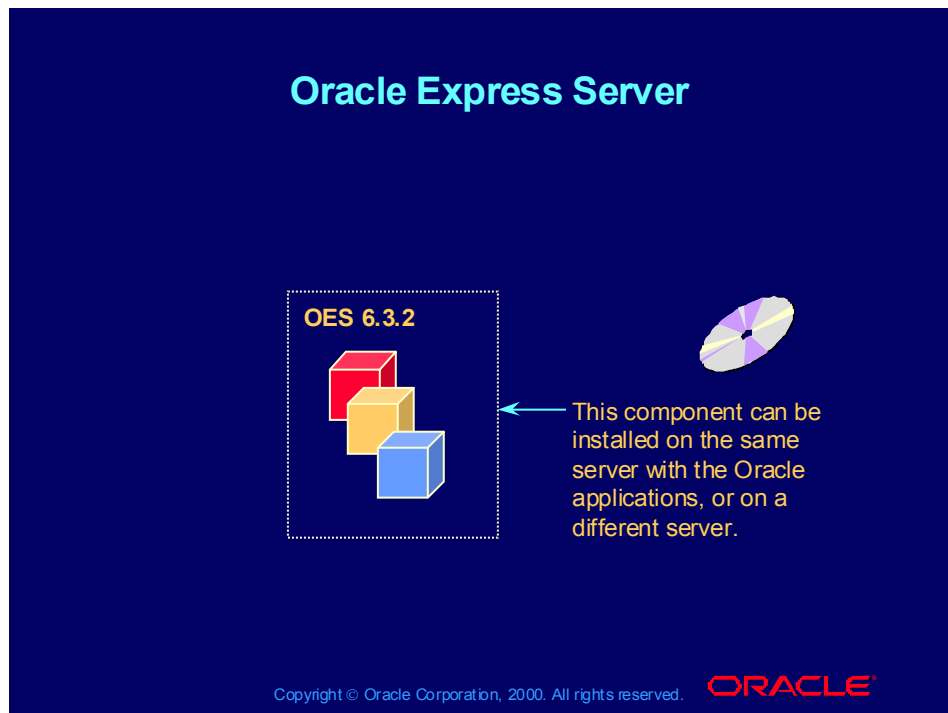 Oracle Express Server
OES 6.3.2
This component can be
installed on the same
server with the Oracle
applications, or on a
different server.
Copyright © Oracle Corporation, 2000. All rights reserved.
ORACLE®